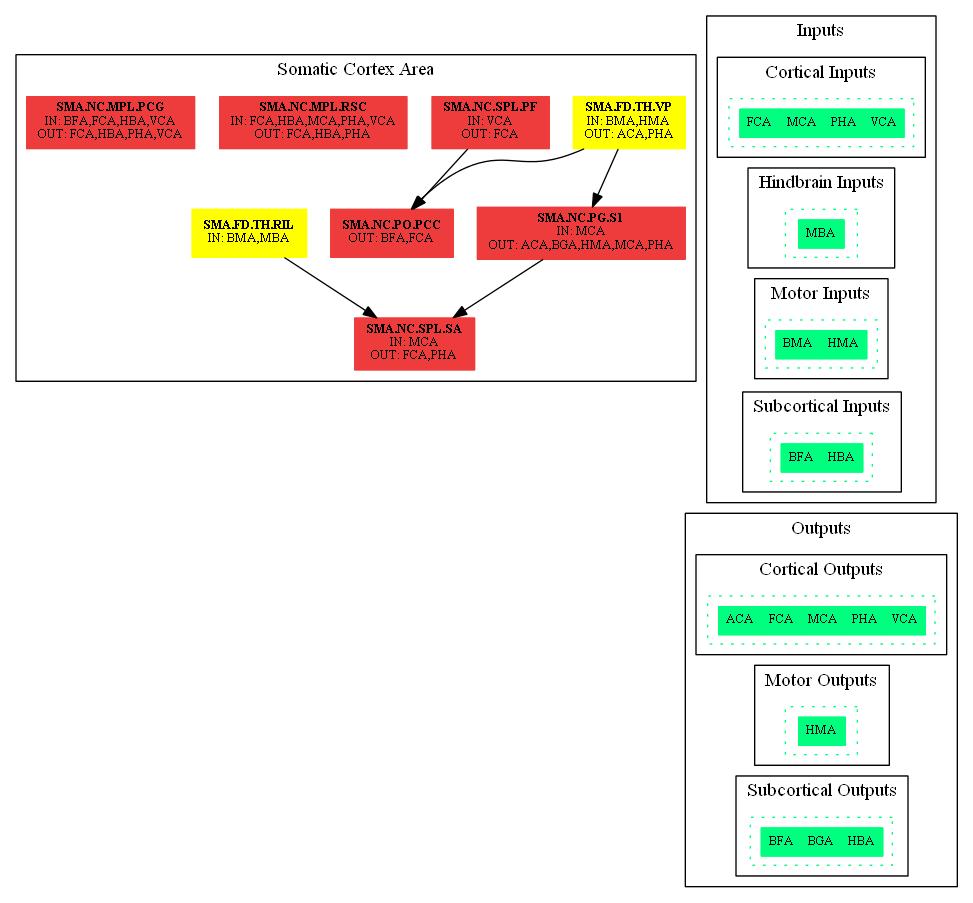 Somatic Cortex Area
SMA.NC.MPL.PCG
IN: BFA,FCA,HBA,VCA
OUT: FCA,HBA,PHA,VCA
SMA.NC.MPL.RSC
IN: FCA,HBA,MCA,PHA,VCA
OUT: FCA,HBA,PHA
SMA.NC.SPL.PF
IN: VCA
OUT: FCA
SMA.FD.TH.VP
IN: BMA,HMA
OUT: ACA,PHA
SMA.FD.TH.RIL
IN: BMA,MBA
SMA.NC.PO.PCC
OUT: BFA,FCA
SMA.NC.PG.S1
IN: MCA
OUT: ACA,BGA,HMA,MCA,PHA
SMA.NC.SPL.SA
IN: MCA
OUT: FCA,PHA
Inputs
Cortical Inputs
FCA MCA PHA VCA
Hindbrain Inputs
MBA
Motor Inputs
BMA HMA
Subcortical Inputs
BFA HBA
Outputs
Cortical Outputs
ACA FCA MCA PHA VCA
Motor Outputs
HMA
Subcortical Outputs
BFA BGA HBA